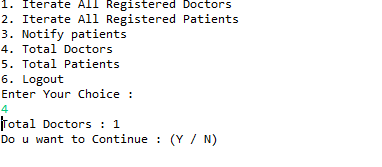 1. Iterate All Registered Doctors
2. Iterate All Registered Patients
3. Notify patients
4. Total Doctors
5. Total Patients
6. Logout
Enter Your Choice :
4
Total Doctors : 1
Do u want to Continue : (Y / N)